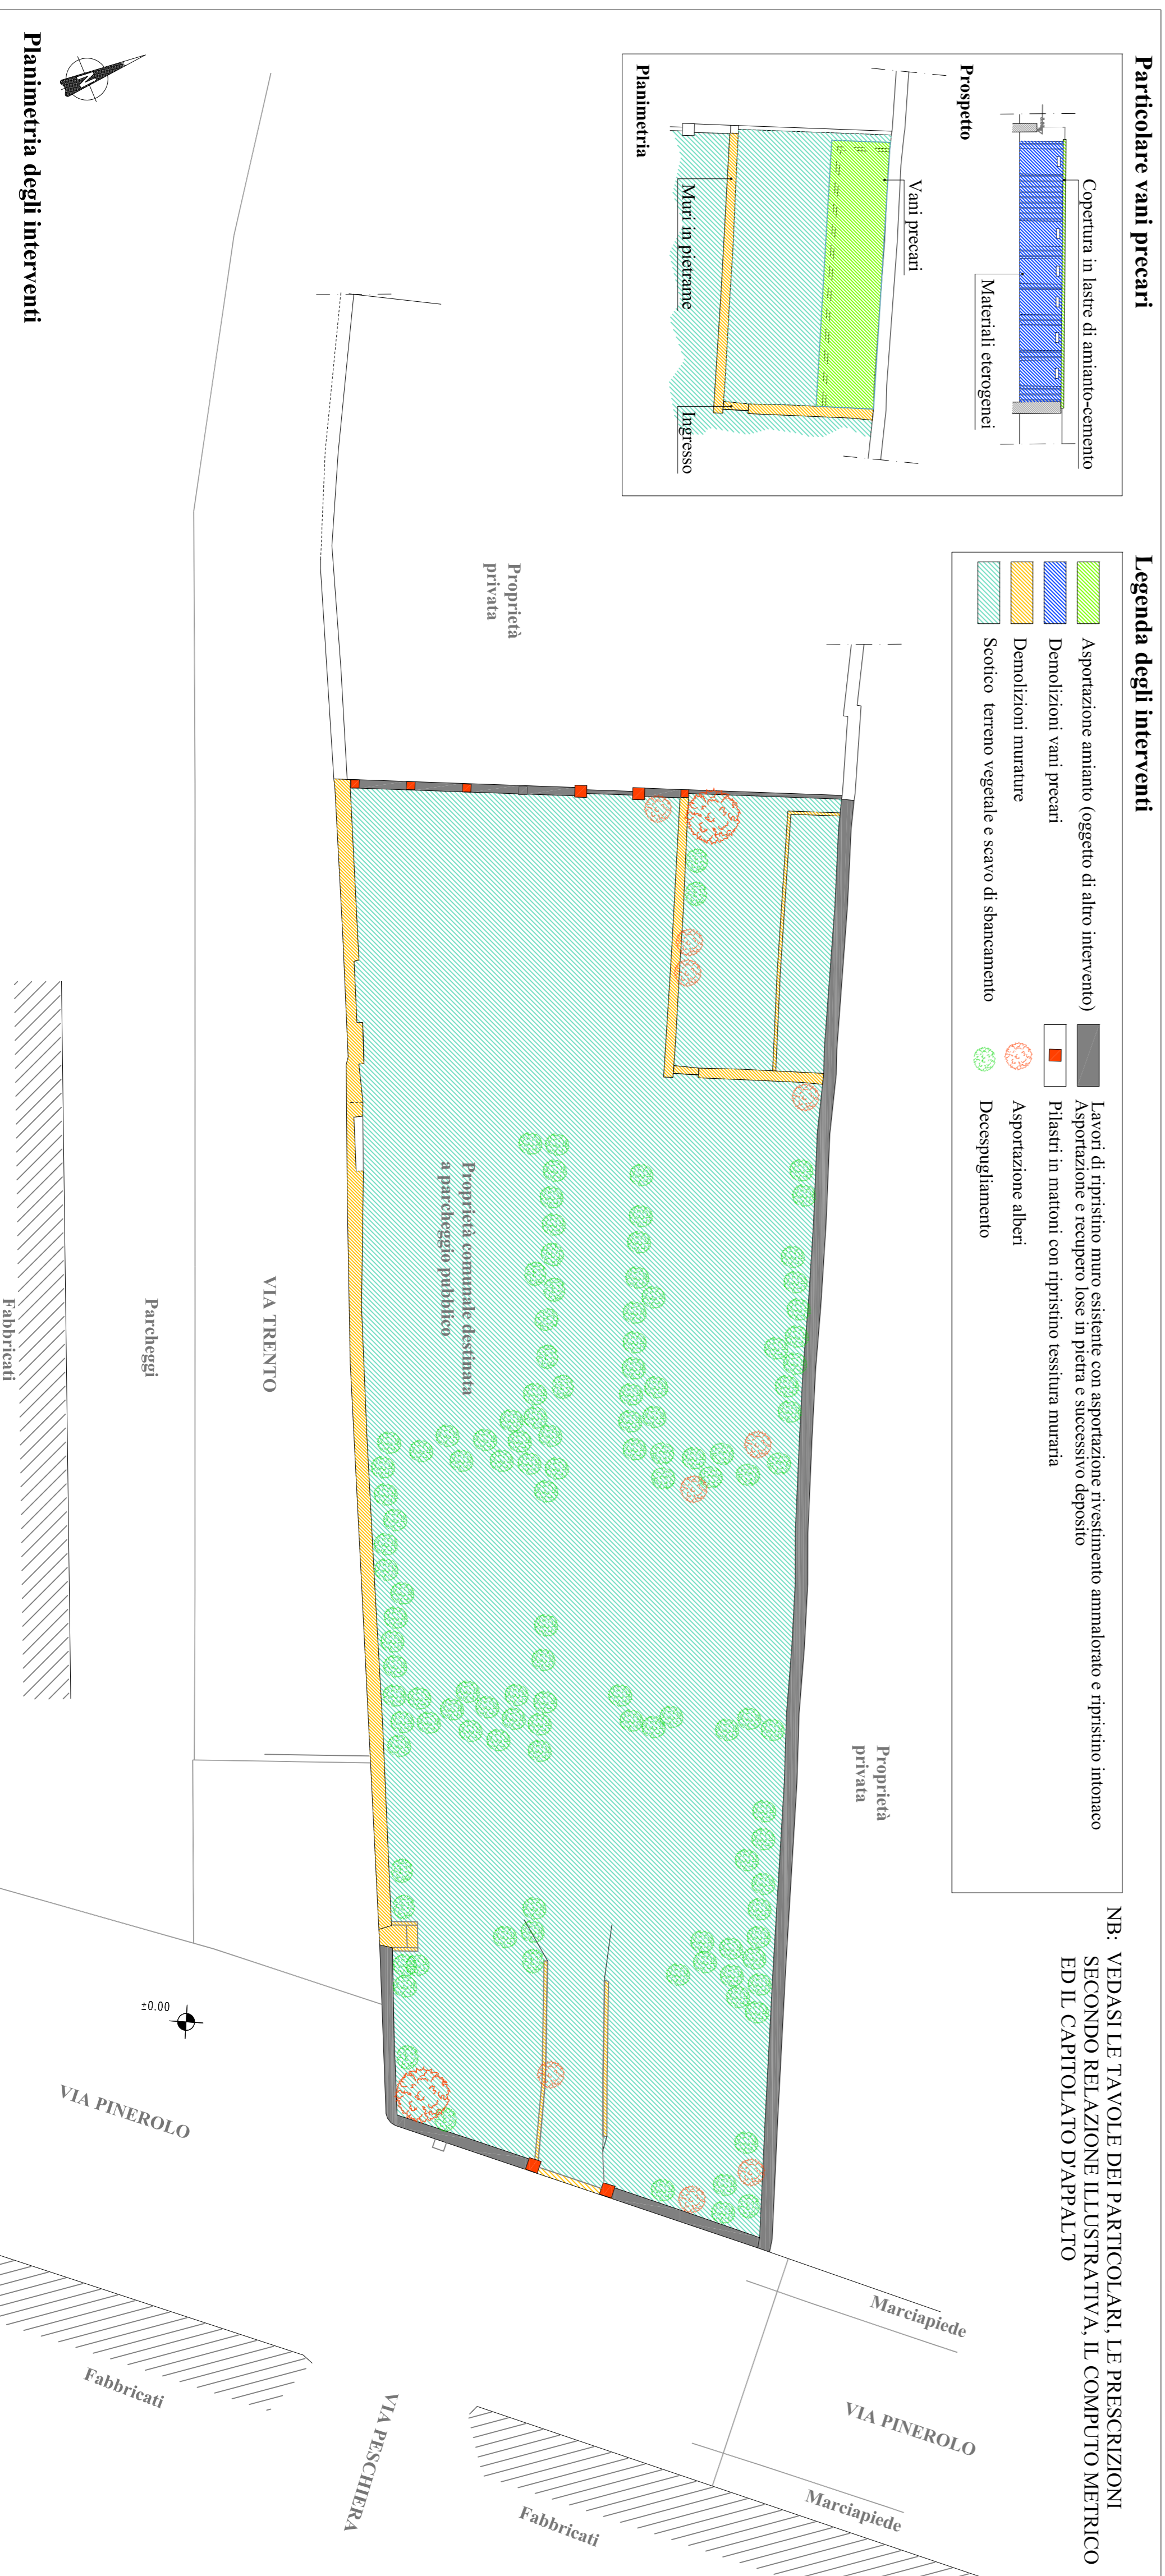 Particolare vani precari
Copertura in lastre di amianto-cemento
Materiali eterogenei
Prospetto
Vani precari
Muri in pietrame
Ingresso
Planimetria
Legenda degli interventi
Asportazione amianto (oggetto di altro intervento)
Demolizioni vani precari
Demolizioni murature
Scotico terreno vegetale e scavo di sbancamento
Lavori di ripristino muro esistente con asportazione rivestimento ammalorato e ripristino intonaco
Asportazione e recupero lose in pietra e successivo deposito
Pilastri in mattoni con ripristino tessitura muraria
Asportazione alberi
Decespugliamento
NB: VEDASI LE TAVOLE DEI PARTICOLARI, LE PRESCRIZIONI
SECONDO RELAZIONE ILLUSTRATIVA, IL COMPUTO METRICO
ED IL CAPITOLATO D'APPALTO
Proprietà
privata
Proprietà
privata
Proprietà comunale destinata
a parcheggio pubblico
VIA TRENTO
Parcheggi
Fabbricati
±0.00
VIA PINEROLO
Fabbricati
VIA PESCHIERA
Fabbricati
Marciapiede
VIA PINEROLO
Marciapiede
N
Planimetria degli interventi